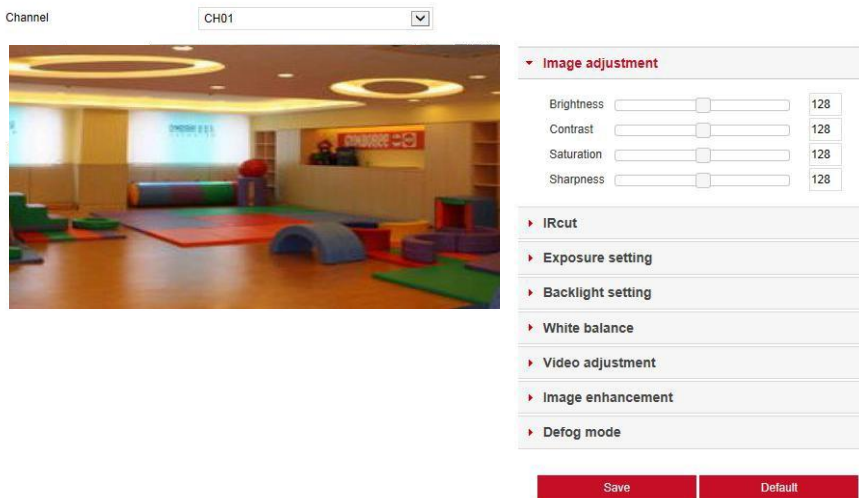 Channel
CH01
Image adjustment
Brightness 128
Contrast 128
Saturation 128
Sharpness 128
IRcut
Exposure setting
Backlight setting
White balance
Video adjustment
Image enhancement
Defog mode
Save Default